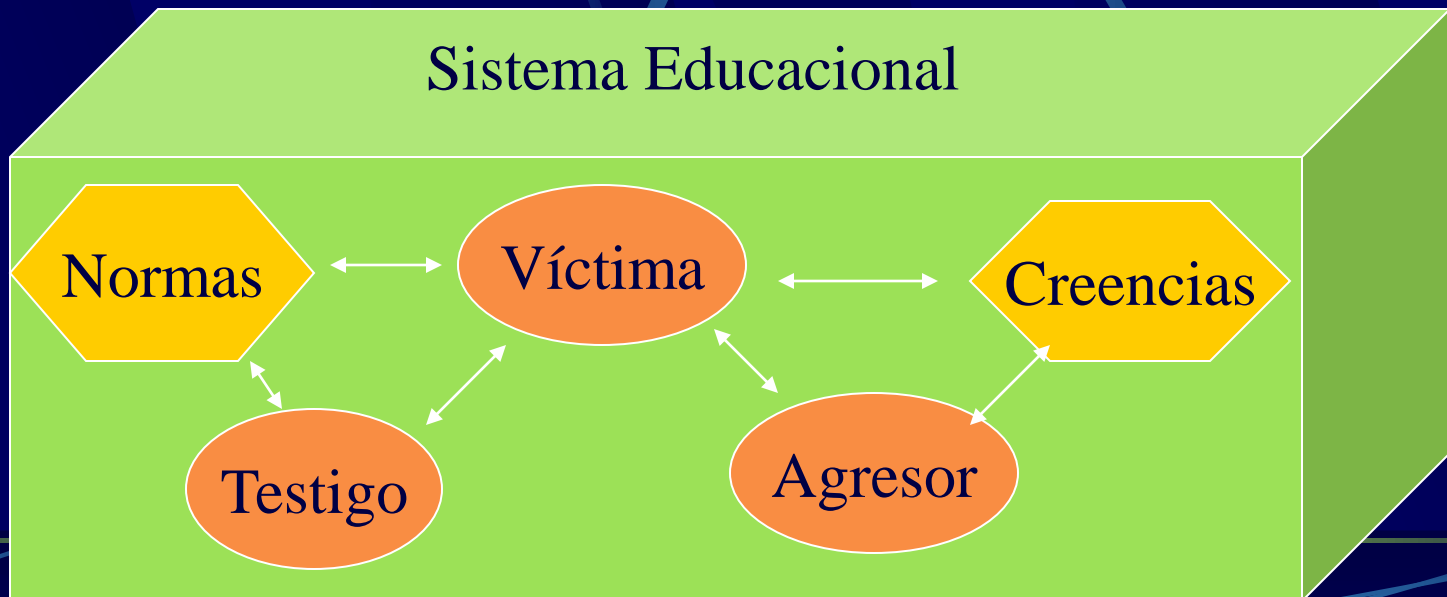 Sistema Educacional
Normas
Víctima
Creencias
Testigo
Agresor